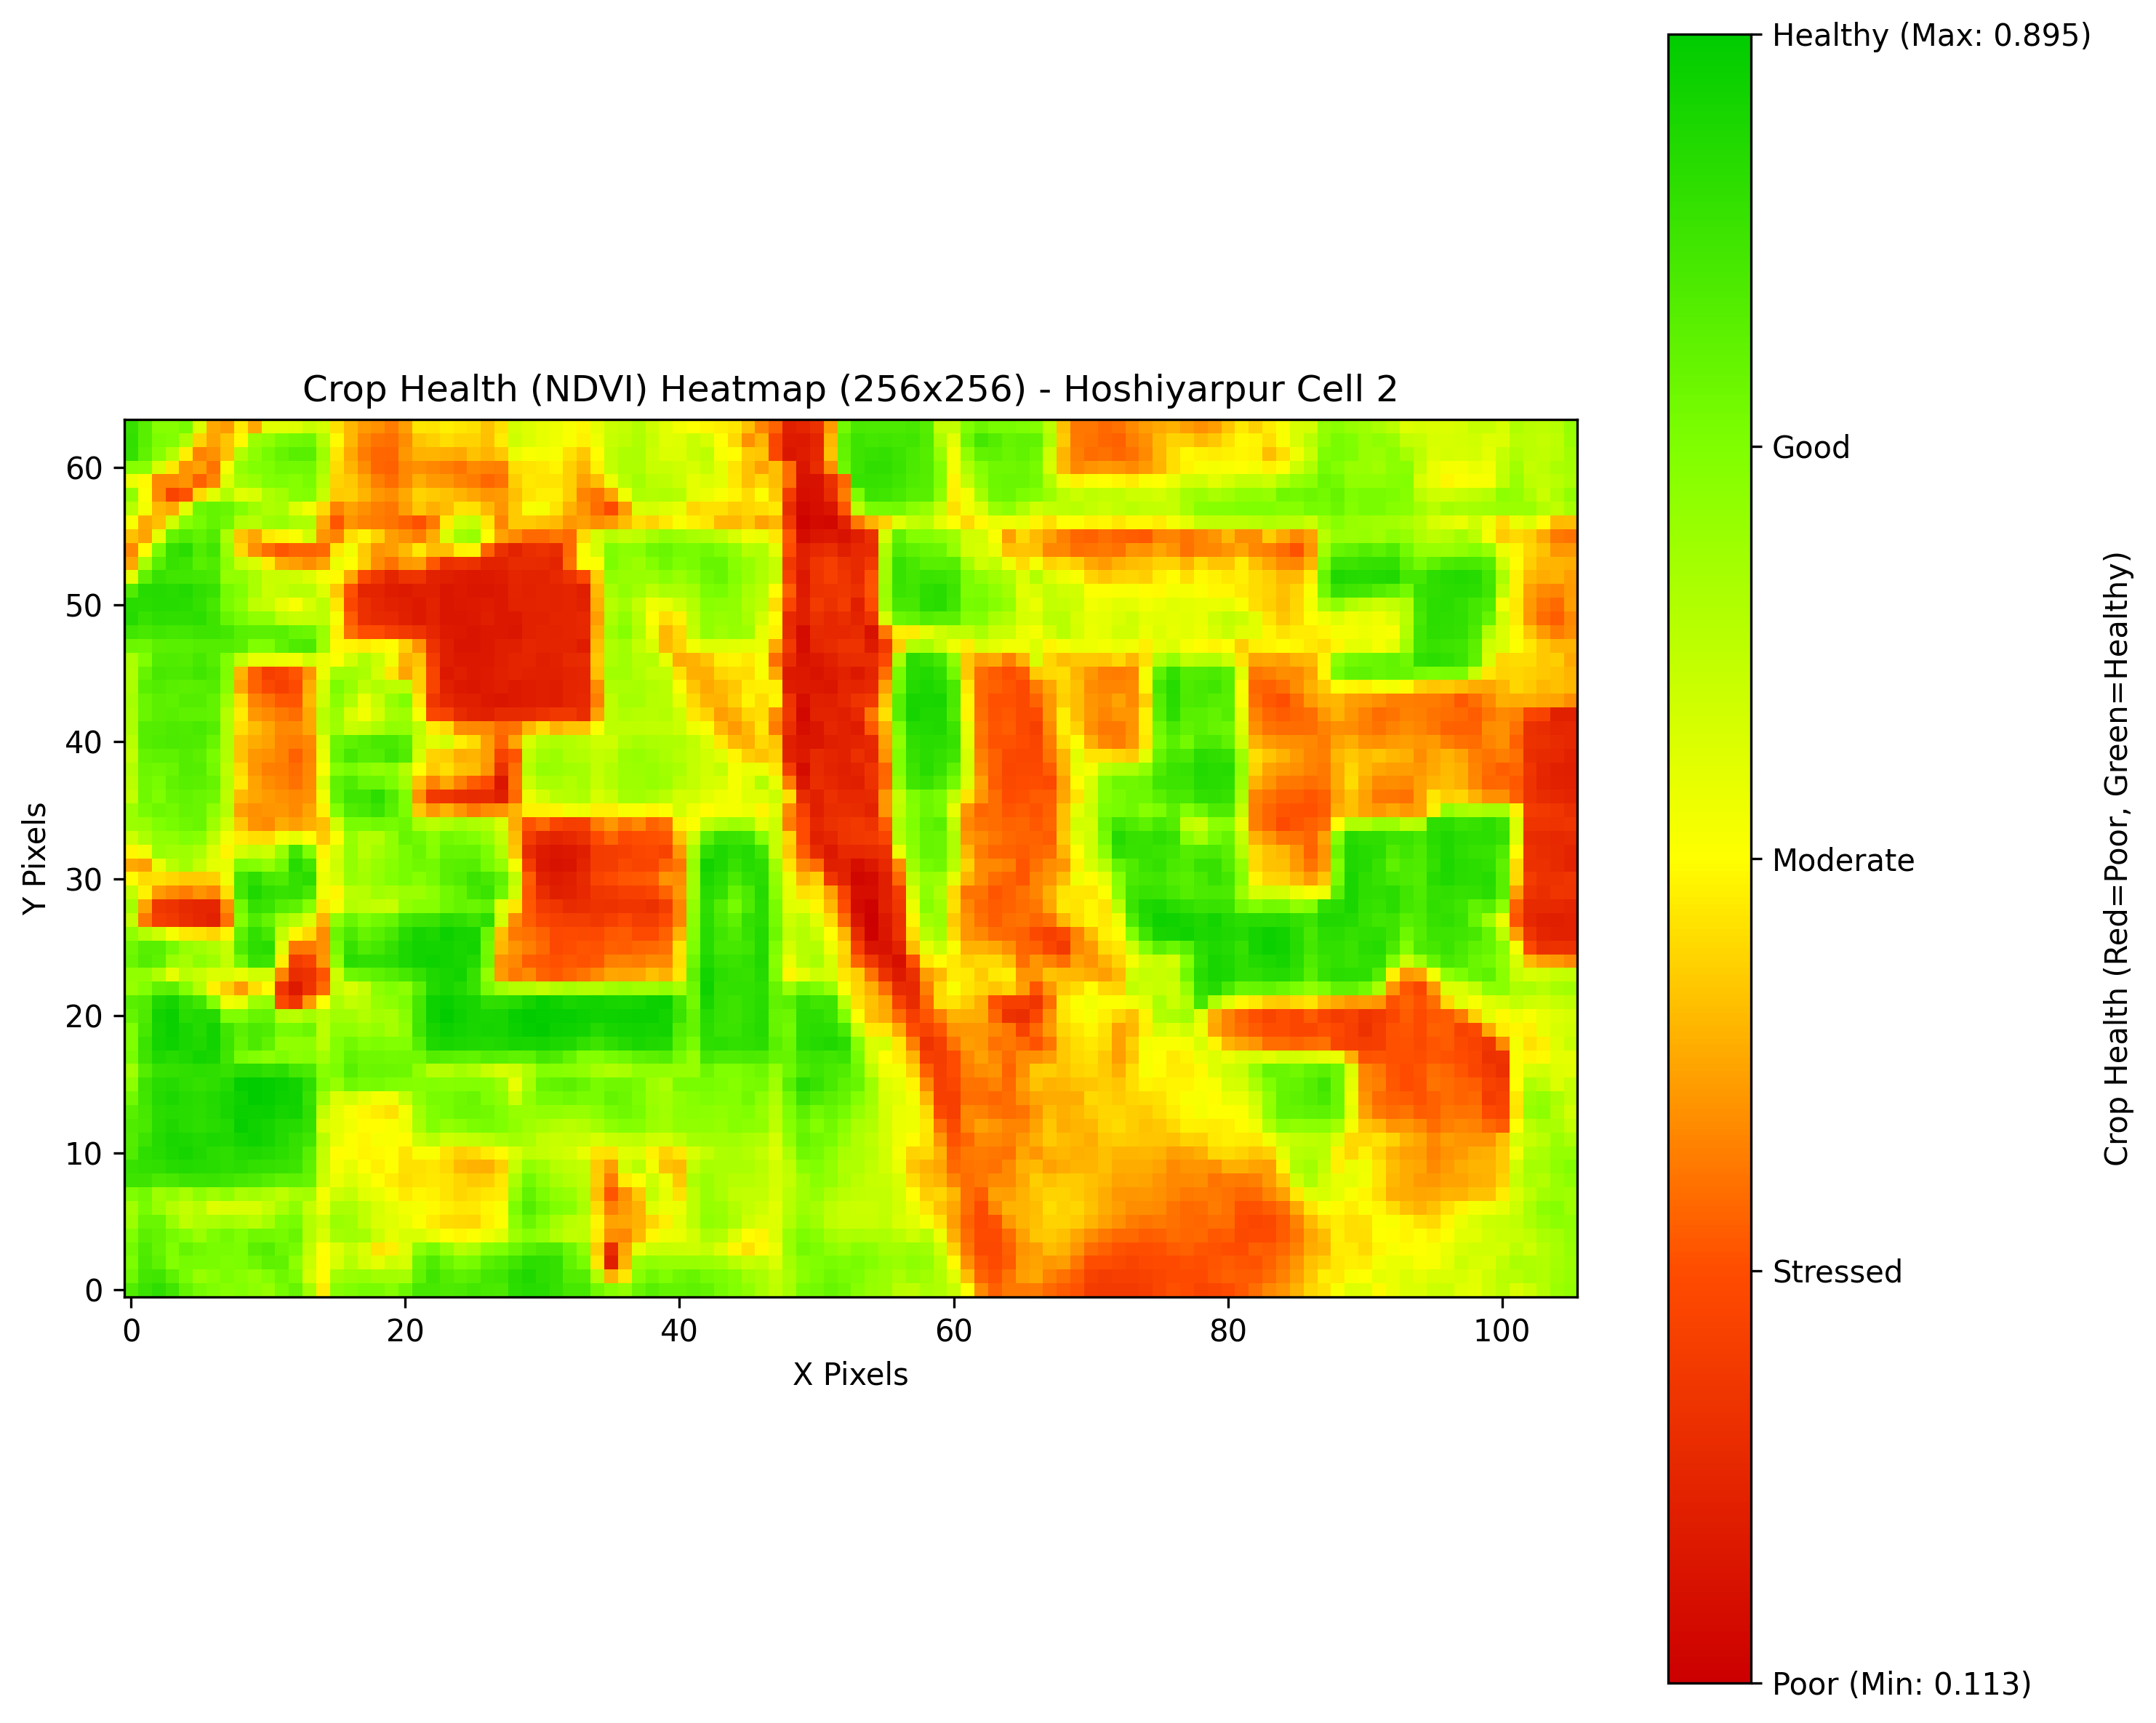 Crop Health (NDVI) Heatmap (256x256) - Hoshiyarpur Cell 2
60
50
40
30
20
10
0
Y Pixels
0 20 40 60 80 100
X Pixels
Healthy (Max: 0.895)
Good
Moderate
Stressed
Poor (Min: 0.113)
Crop Health (Red=Poor, Green=Healthy)